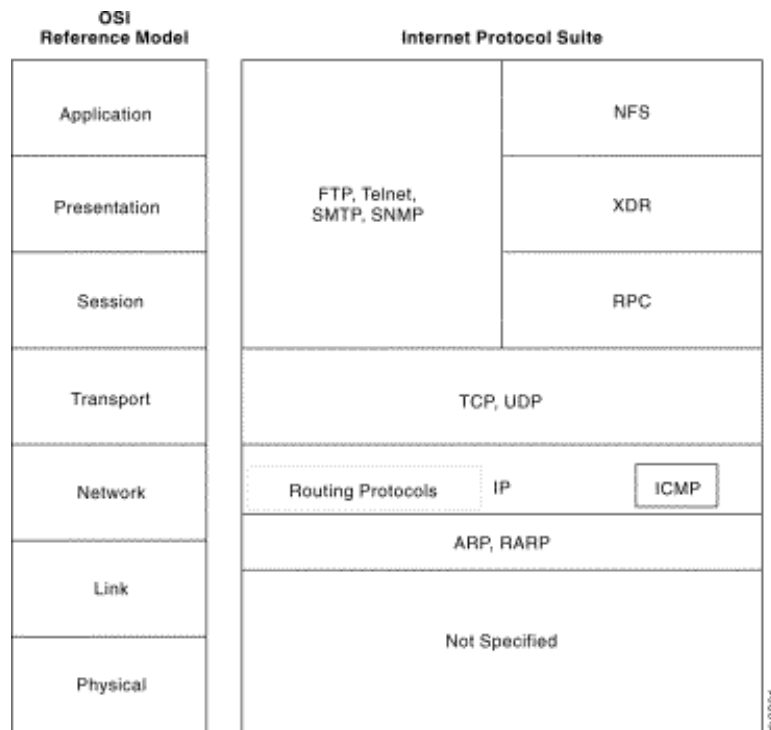 OSI
Reference Model
Internet Protocol Suite
Application
Presentation
Session
Transport
Network
Link
Physical
FTP, Telnet,
SMTP, SNMP
NFS
XDR
RPC
TCP, UDP
Routing Protocols
IP
ICMP
ARP, RARP
Not Specified